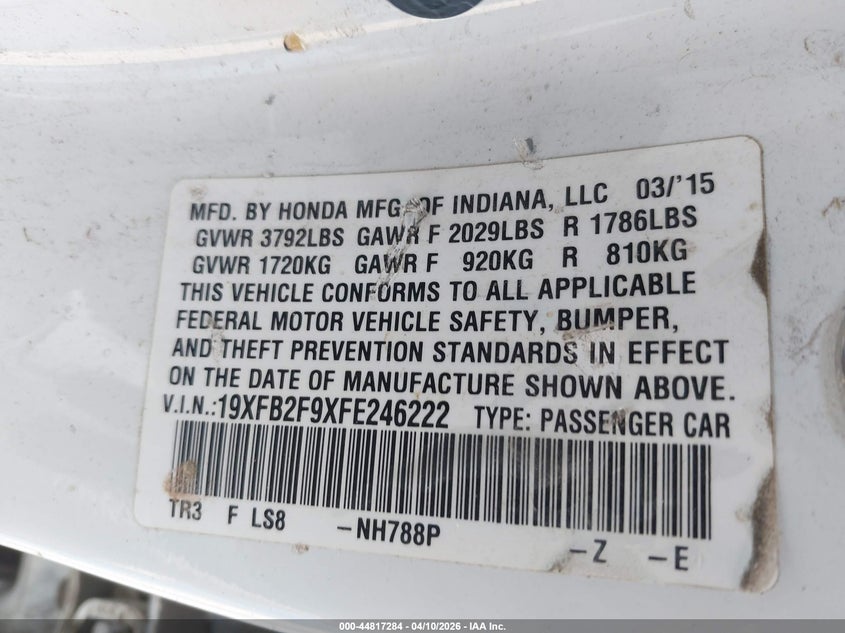 MFD. BY HONDA MFG. OF INDIANA, LLC 03/'15
GVWR 3792LBS GAWR F 2029LBS R 1786LBS
GVWR 1720KG GAWR F 920KG R 810KG
THIS VEHICLE CONFORMS TO ALL APPLICABLE
FEDERAL MOTOR VEHICLE SAFETY, BUMPER,
AND THEFT PREVENTION STANDARDS IN EFFECT
ON THE DATE OF MANUFACTURE SHOWN ABOVE.
V.I.N.:19XFB2F9XFE246222 TYPE: PASSENGER CAR
TR3 F LS8 -NH788P -Z -E
000-44817284 - 04/10/2026 - IAA Inc.